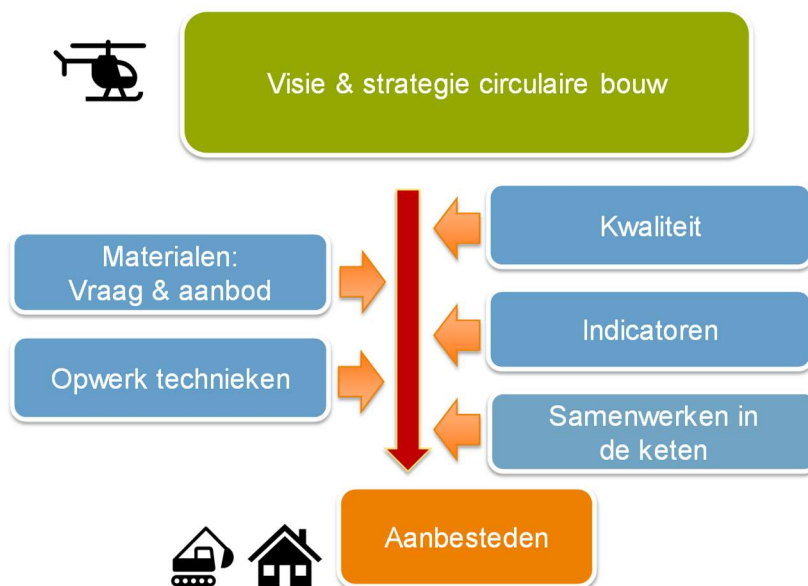 Visie & strategie circulaire bouw
Kwaliteit
Materialen:
Vraag & aanbod
Indicatoren
Opwerk technieken
Samenwerken in
de keten
Aanbesteden